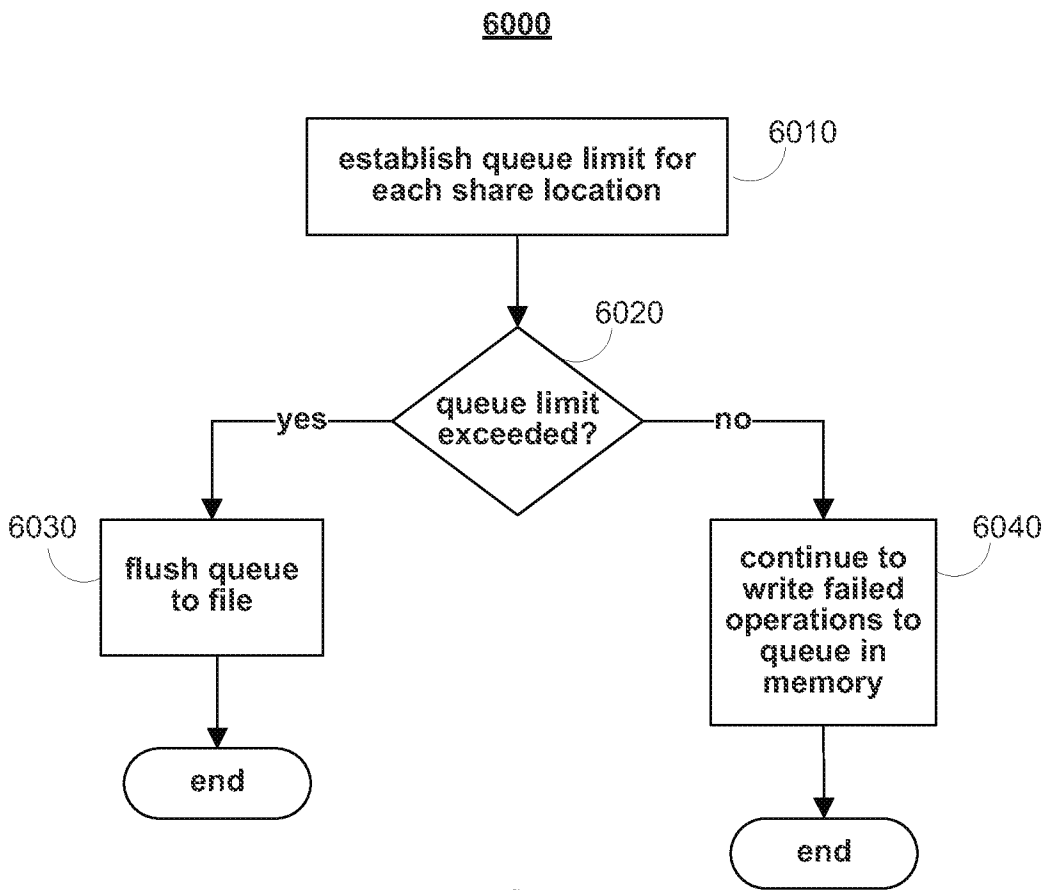 6000
6010
establish queue limit for
each share location
6020
queue limit
exceeded?
yes
no
6030
flush queue
to file
6040
continue to
write failed
operations to
queue in
memory
end
end